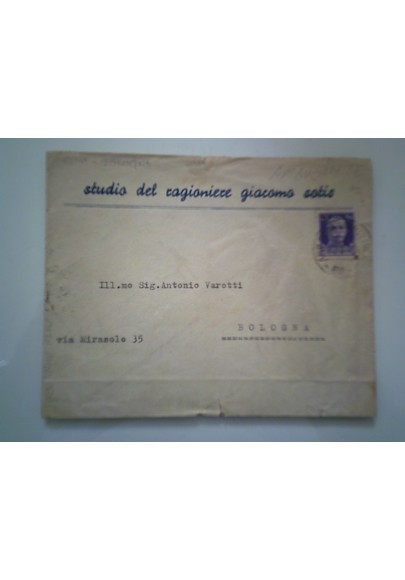 studio del ragioniere giacomo sotis
Ill.mo Sig. Antonio Varotti
BOLOGNA
via Mirasole 35